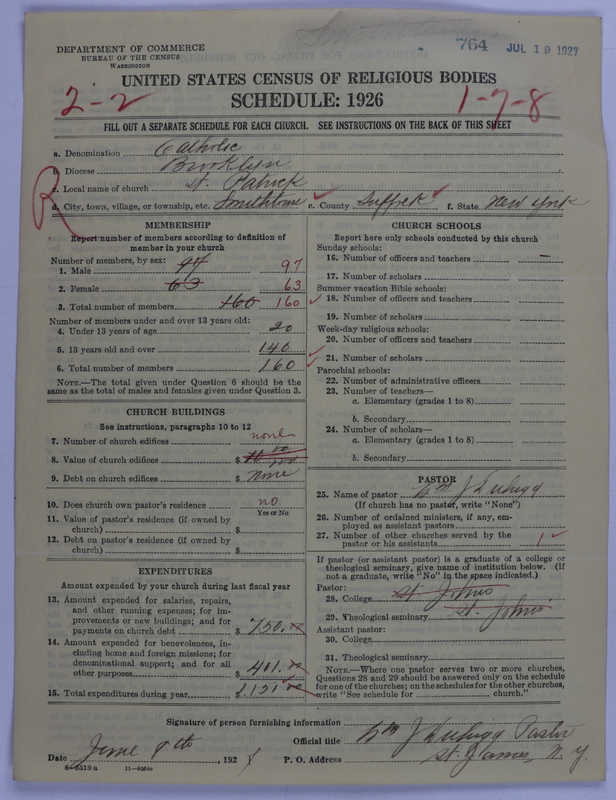 764 JUL 19 1927
DEPARTMENT OF COMMERCE
BUREAU OF THE CENSUS
WASHINGTON
UNITED STATES CENSUS OF RELIGIOUS BODIES
2-2 SCHEDULE: 1926 1-7-8
FILL OUT A SEPARATE SCHEDULE FOR EACH CHURCH. SEE INSTRUCTIONS ON THE BACK OF THIS SHEET
R
a. Denomination Catholic
b. Diocese Brooklyn
c. Local name of church St. Patrick
d. City, town, village, or township, etc. Smithtown e. County Suffolk f. State New York
MEMBERSHIP
Report number of members according to definition of
member in your church
Number of members, by sex:
1. Male 97 97
2. Female 63 63
3. Total number of members 160 160
Number of members under and over 13 years old:
4. Under 13 years of age 20
5. 13 years old and over 140
6. Total number of members 160
NOTE.—The total given under Question 6 should be the
same as the total of males and females given under Question 3.
CHURCH BUILDINGS
See instructions, paragraphs 10 to 12
7. Number of church edifices none
8. Value of church edifices $
9. Debt on church edifices $ None
10. Does church own pastor's residence no
Yes or No
11. Value of pastor's residence (if owned by
church) $
12. Debt on pastor's residence (if owned by
church) $
EXPENDITURES
Amount expended by your church during last fiscal year
13. Amount expended for salaries, repairs,
and other running expenses; for im-
provements or new buildings; and for
payments on church debt $ 750.00
14. Amount expended for benevolences, in-
cluding home and foreign missions; for
denominational support; and for all
other purposes $ 401.00
15. Total expenditures during year $ 1151.00
CHURCH SCHOOLS
Report here only schools conducted by this church
Sunday schools:
16. Number of officers and teachers –
17. Number of scholars
Summer vacation Bible schools:
18. Number of officers and teachers
19. Number of scholars
Week-day religious schools:
20. Number of officers and teachers
21. Number of scholars
Parochial schools:
22. Number of administrative officers
23. Number of teachers—
a. Elementary (grades 1 to 8)
b. Secondary
24. Number of scholars—
a. Elementary (grades 1 to 8)
b. Secondary
PASTOR
25. Name of pastor Wm J
(If church has no pastor, write "None")
26. Number of ordained ministers, if any, em-
ployed as assistant pastors
27. Number of other churches served by the
pastor or his assistants 1
If pastor (or assistant pastor) is a graduate of a college or
theological seminary, give name of institution below. (If
not a graduate, write "No" in the space indicated.)
Pastor:
28. College St. Johns
29. Theological seminary St. Johns
Assistant pastor:
30. College
31. Theological seminary
NOTE.—Where one pastor serves two or more churches,
Questions 28 and 29 should be answered only on the schedule
for one of the churches; on the schedules for the other churches,
write "See schedule for church."
Signature of person furnishing information
Official title Wm J Pastor
Date June 9th 192 P. O. Address St. James, N. Y.
8-5518a 11-9564a